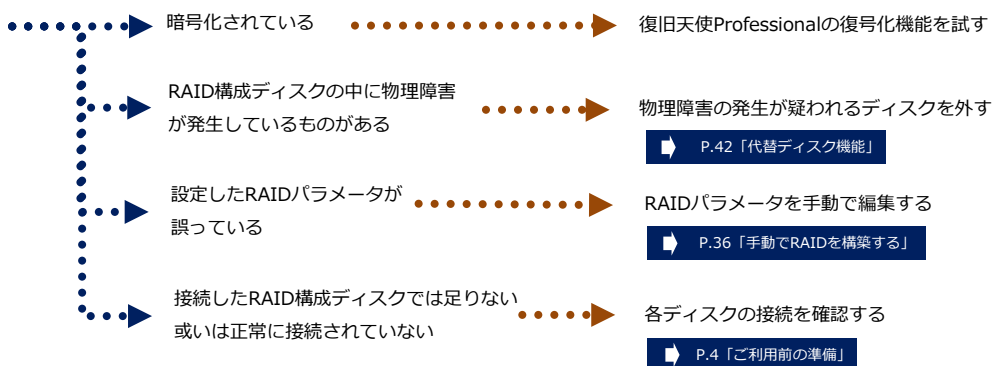 暗号化されている
復旧天使Professionalの復号化機能を試す
RAID構成ディスクの中に物理障害
が発生しているものがある
物理障害の発生が疑われるディスクを外す
P.42「代替ディスク機能」
設定したRAIDパラメータが
誤っている
RAIDパラメータを手動で編集する
P.36「手動でRAIDを構築する」
接続したRAID構成ディスクでは足りない
或いは正常に接続されていない
各ディスクの接続を確認する
P.4「ご利用前の準備」